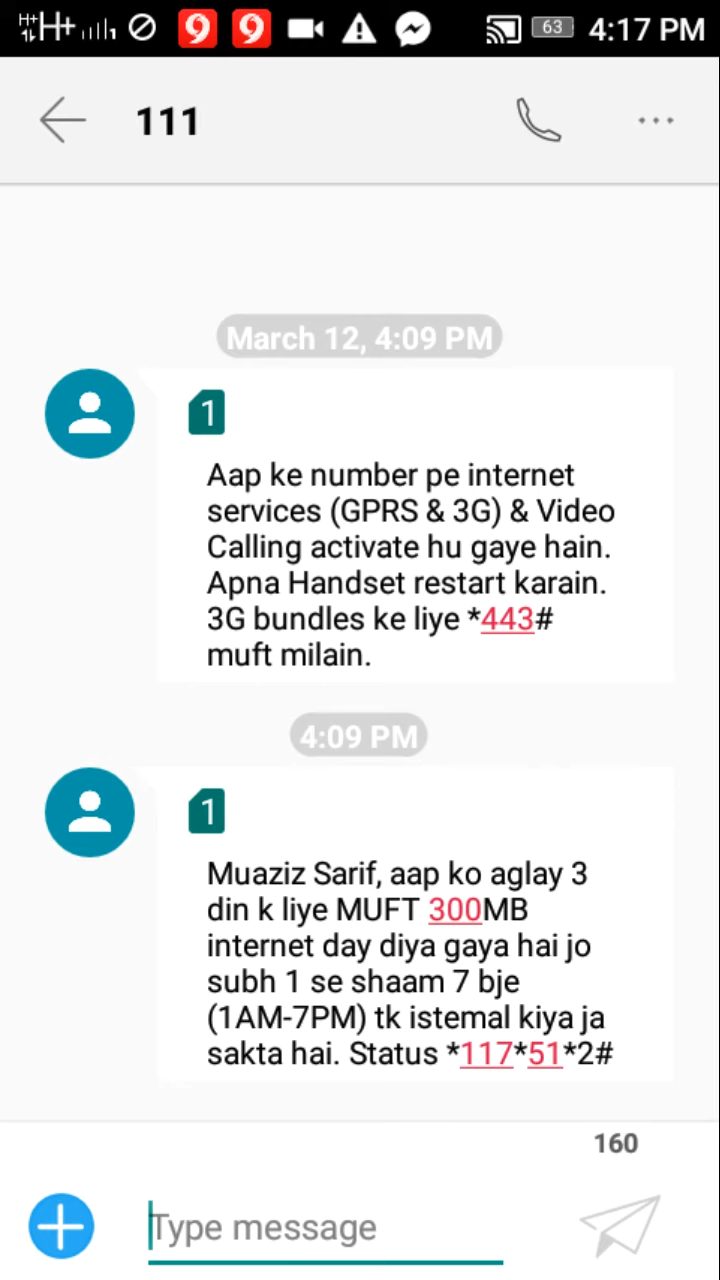 H+ H+ 1 63 4:17 PM
111
March 12, 4:09 PM
1
Aap ke number pe internet
services (GPRS & 3G) & Video
Calling activate hu gaye hain.
Apna Handset restart karain.
3G bundles ke liye *443#
muft milain.
4:09 PM
1
Muaziz Sarif, aap ko aglay 3
din k liye MUFT 300MB
internet day diya gaya hai jo
subh 1 se shaam 7 bje
(1AM-7PM) tk istemal kiya ja
sakta hai. Status *117*51*2#
160
Type message